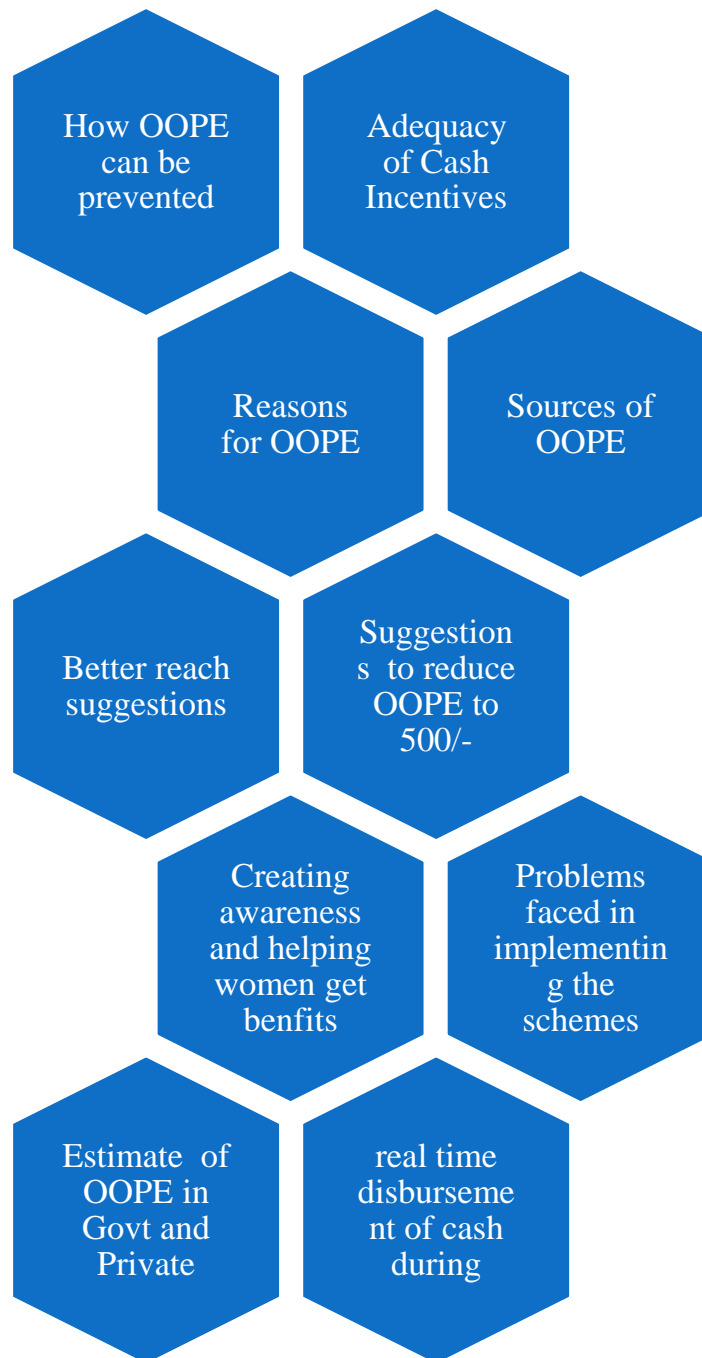 How OOPE
can be
prevented
Adequacy
of Cash
Incentives
Reasons
for OOPE
Sources of
OOPE
Better reach
suggestions
Suggestion
s to reduce
OOPE to
500/-
Creating
awareness
and helping
women get
benfits
Problems
faced in
implementin
g the
schemes
Estimate of
OOPE in
Govt and
Private
real time
disburseme
nt of cash
during